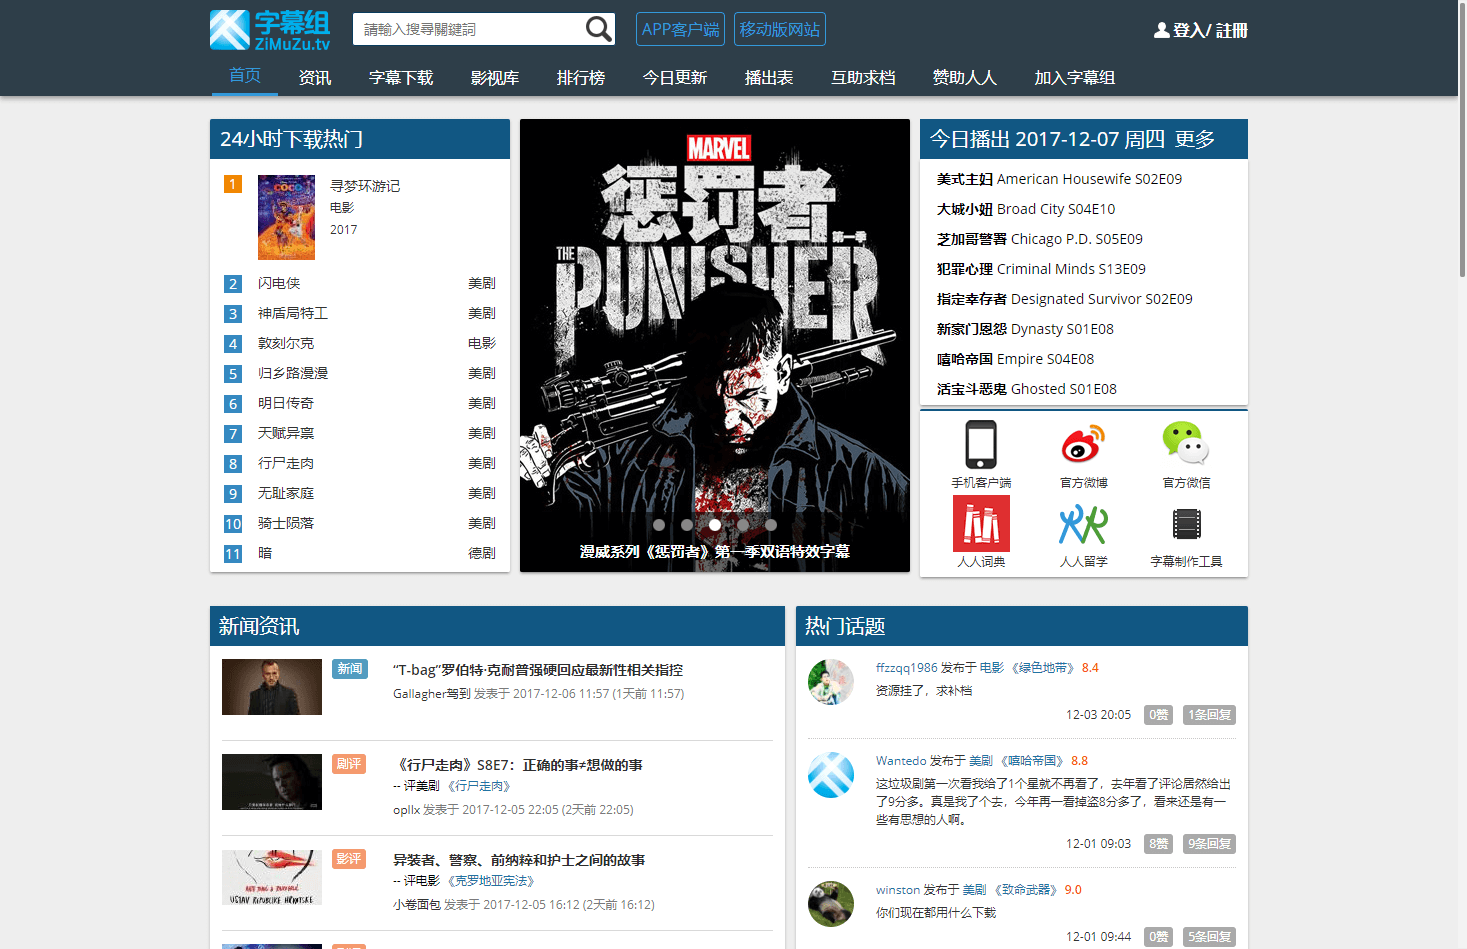 字幕组
ZiMuZu.tv
請輸入搜尋關鍵詞
APP客户端
移动版网站
登入/ 註冊
首页 资讯 字幕下载 影视库 排行榜 今日更新 播出表 互助求档 赞助人人 加入字幕组
24小时下载热门
1 寻梦环游记
电影
2017
COCO
2 闪电侠 美剧
3 神盾局特工 美剧
4 敦刻尔克 电影
5 归乡路漫漫 美剧
6 明日传奇 美剧
7 天赋异禀 美剧
8 行尸走肉 美剧
9 无耻家庭 美剧
10 骑士陨落 美剧
11 暗 德剧
MARVEL
惩罚者
第一季
THE
PUNISHER
漫威系列《惩罚者》第一季双语特效字幕
今日播出 2017-12-07 周四 更多
美式主妇 American Housewife S02E09
大城小妞 Broad City S04E10
芝加哥警署 Chicago P.D. S05E09
犯罪心理 Criminal Minds S13E09
指定幸存者 Designated Survivor S02E09
新家门恩怨 Dynasty S01E08
嘻哈帝国 Empire S04E08
活宝斗恶鬼 Ghosted S01E08
手机客户端 官方微博 官方微信
人人词典 人人留学 字幕制作工具
新闻资讯
新闻 “T-bag”罗伯特·克耐普强硬回应最新性相关指控
Gallagher驾到 发表于 2017-12-06 11:57 (1天前 11:57)
剧评 《行尸走肉》S8E7：正确的事≠想做的事
-- 评美剧 《行尸走肉》
opllx 发表于 2017-12-05 22:05 (2天前 22:05)
影评 异装者、警察、前纳粹和护士之间的故事
-- 评电影 《克罗地亚宪法》
小卷面包 发表于 2017-12-05 16:12 (2天前 16:12)
USTAV REPUBLIKE HRVATSKE
热门话题
ffzzqq1986 发布于 电影 《绿色地带》 8.4
资源挂了，求补档
12-03 20:05 0赞 1条回复
Wantedo 发布于 美剧 《嘻哈帝国》 8.8
这垃圾剧第一次看我给了1个星就不再看了，去年看了评论居然给出
了9分多。真是我了个去，今年再一看掉盗8分多了，看来还是有一
些有思想的人啊。
12-01 09:03 8赞 9条回复
winston 发布于 美剧 《致命武器》 9.0
你们现在都用什么下载
12-01 09:44 0赞 5条回复